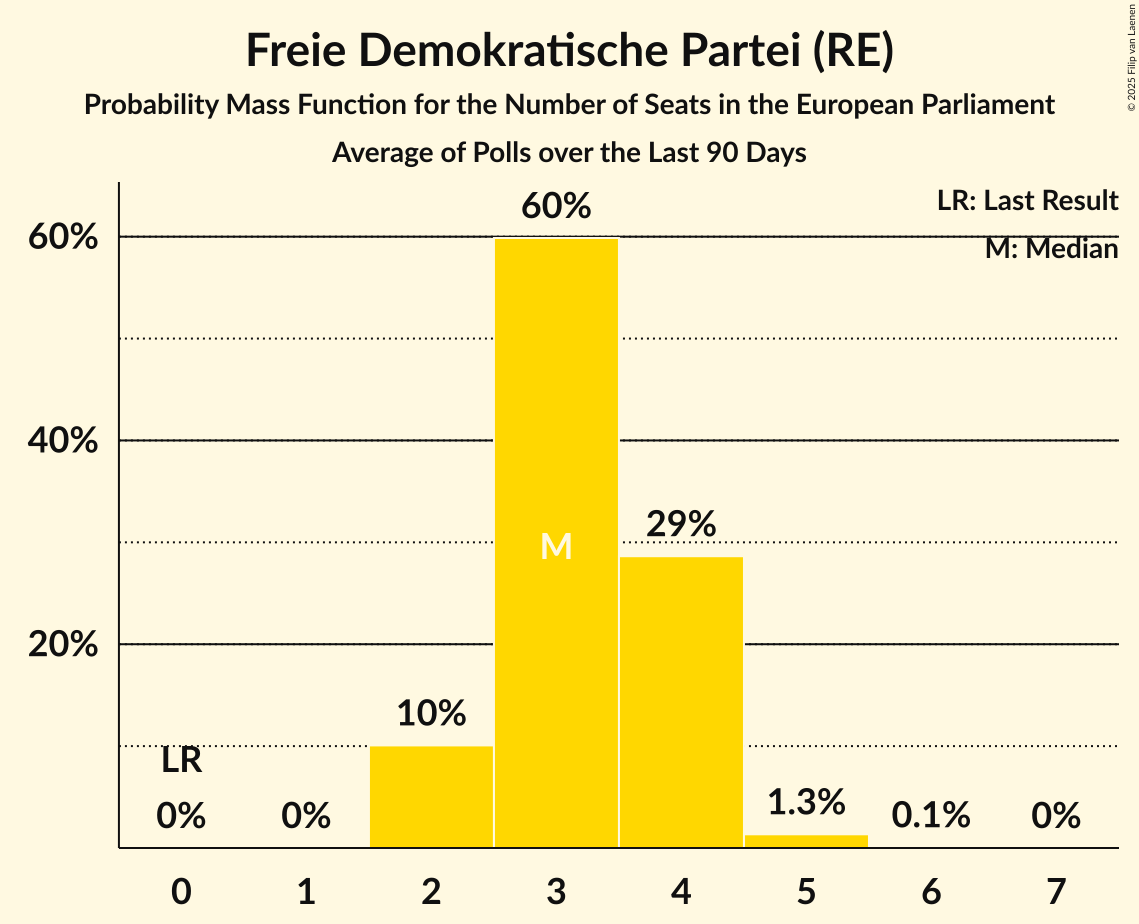 Freie Demokratische Partei (RE)
Probability Mass Function for the Number of Seats in the European Parliament
Average of Polls over the Last 90 Days
© 2025 Filip van Laenen
LR: Last Result
M: Median
60%
40%
20%
LR
0%
0%
10%
60%
M
29%
1.3%
0.1%
0%
0 1 2 3 4 5 6 7